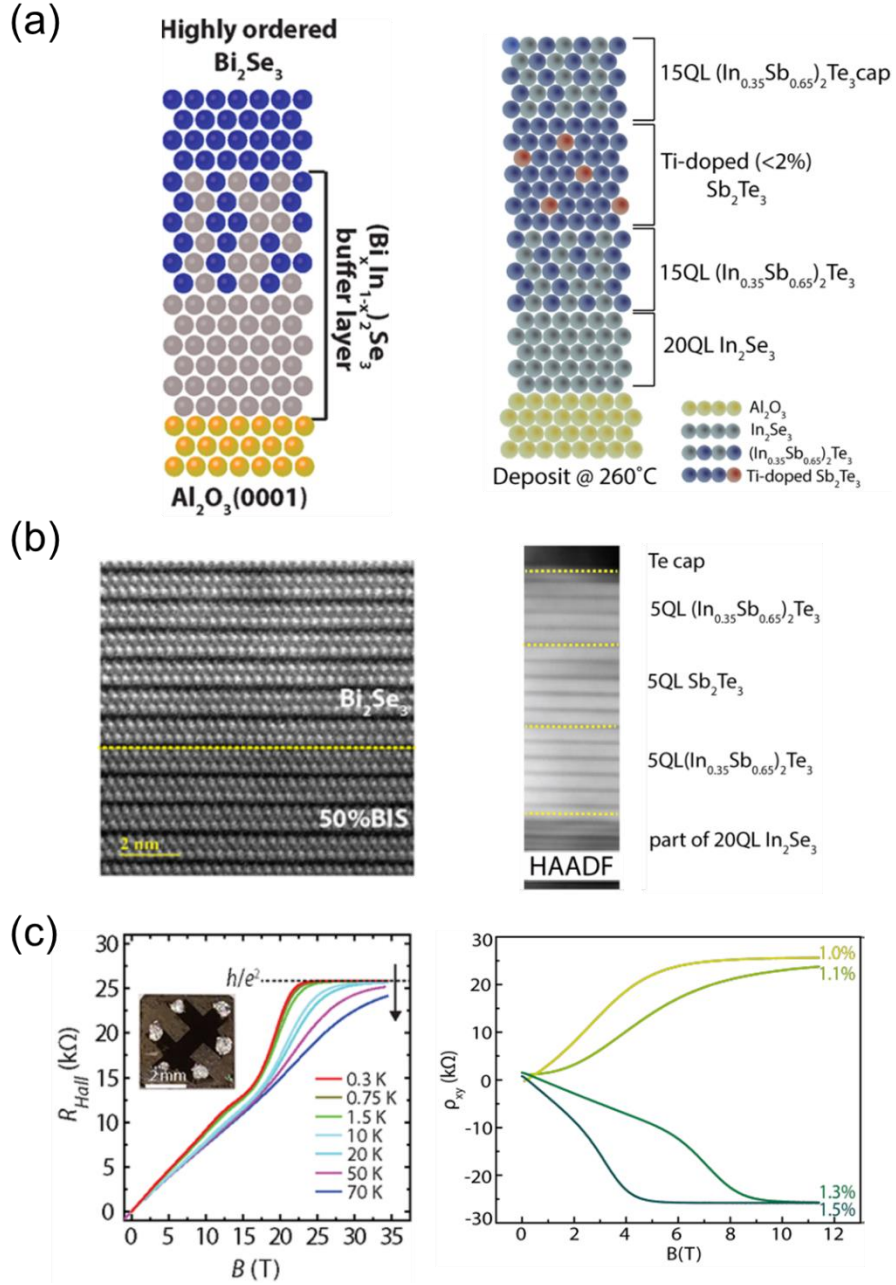 (a)
Highly ordered
Bi₂Se₃
(BiₓIn₁₋ₓ)₂Se₃
buffer layer
Al₂O₃(0001)
15QL (In₀.₃₅Sb₀.₆₅)₂Te₃cap
Ti-doped (<2%)
Sb₂Te₃
15QL (In₀.₃₅Sb₀.₆₅)₂Te₃
20QL In₂Se₃
Al₂O₃
In₂Se₃
(In₀.₃₅Sb₀.₆₅)₂Te₃
Ti-doped Sb₂Te₃
Deposit @ 260°C
(b)
Bi₂Se₃
50%BIS
2 nm
Te cap
5QL (In₀.₃₅Sb₀.₆₅)₂Te₃
5QL Sb₂Te₃
5QL(In₀.₃₅Sb₀.₆₅)₂Te₃
part of 20QL In₂Se₃
HAADF
(c)
R_Hall (kΩ)
30
25
20
15
10
5
0
h/e²
2mm
0.3 K
0.75 K
1.5 K
10 K
20 K
50 K
70 K
0 5 10 15 20 25 30 35
B (T)
ρ_xy (kΩ)
30
20
10
0
-10
-20
-30
1.0%
1.1%
1.3%
1.5%
0 2 4 6 8 10 12
B(T)